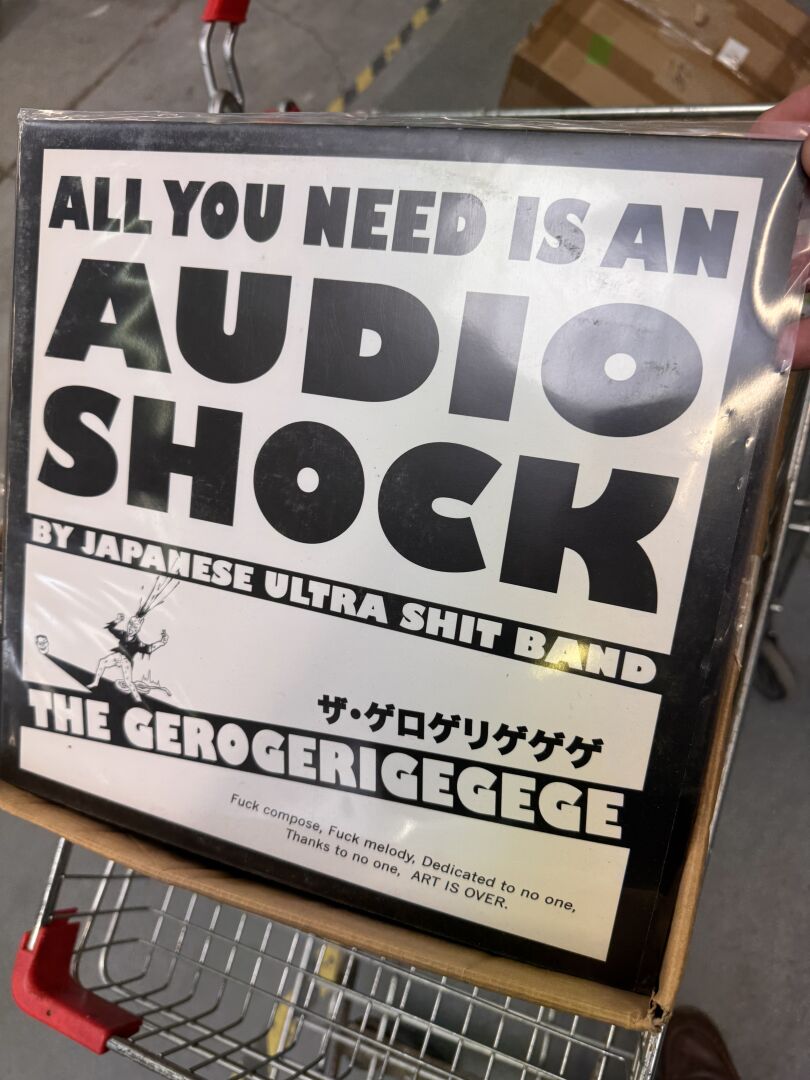 ALL YOU NEED IS AN
AUDIO
SHOCK
BY JAPANESE ULTRA SHIT BAND
ザ・ゲロゲリゲゲゲ
THE GEROGERIGEGEGE
Fuck compose, Fuck melody, Dedicated to no one,
Thanks to no one, ART IS OVER.